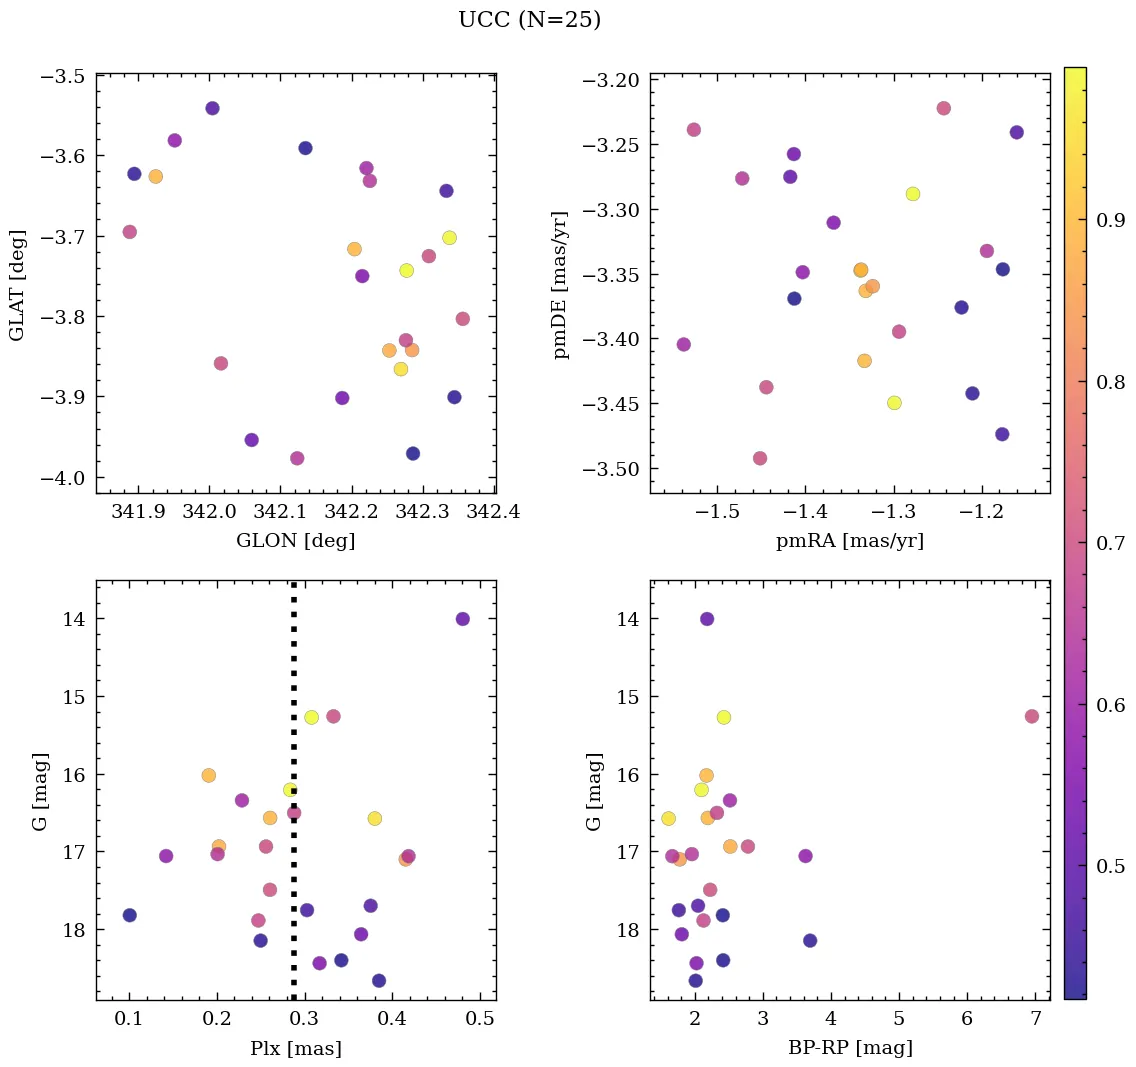 UCC (N=25)
−3.5
−3.6
−3.7
−3.8
−3.9
−4.0
GLAT [deg]
341.9 342.0 342.1 342.2 342.3 342.4
GLON [deg]
−3.20
−3.25
−3.30
−3.35
−3.40
−3.45
−3.50
pmDE [mas/yr]
−1.5 −1.4 −1.3 −1.2
pmRA [mas/yr]
14
15
16
17
18
G [mag]
0.1 0.2 0.3 0.4 0.5
Plx [mas]
14
15
16
17
18
G [mag]
2 3 4 5 6 7
BP-RP [mag]
0.9
0.8
0.7
0.6
0.5